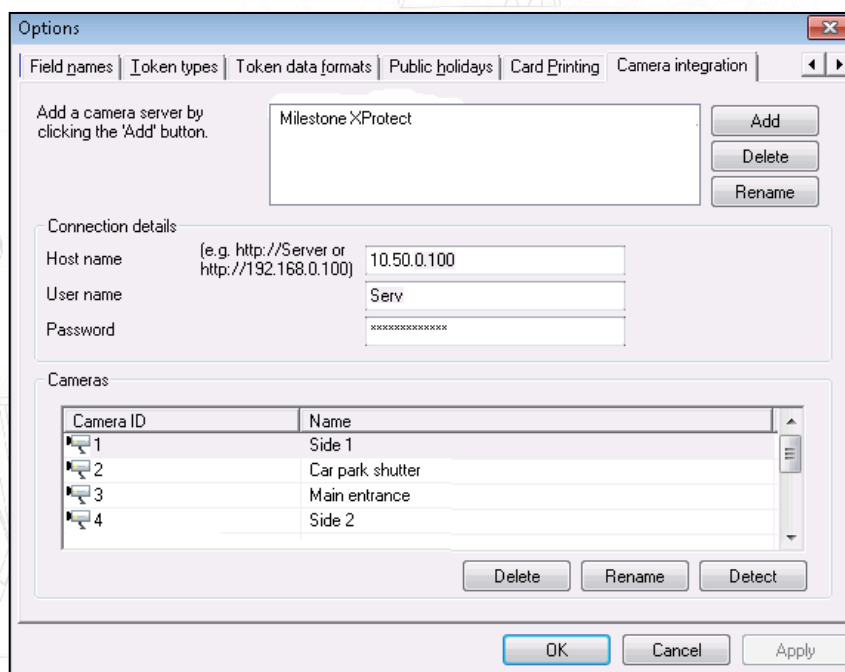 Options
Field names
Token types
Token data formats
Public holidays
Card Printing
Camera integration
Add a camera server by
clicking the 'Add' button.
Milestone XProtect
Add
Delete
Rename
Connection details
Host name
(e.g. http://Server or
http://192.168.0.100)
10.50.0.100
User name
Serv
Password
xxxxxxxxxxxxx
Cameras
Camera ID
Name
1
Side 1
2
Car park shutter
3
Main entrance
4
Side 2
Delete
Rename
Detect
OK
Cancel
Apply